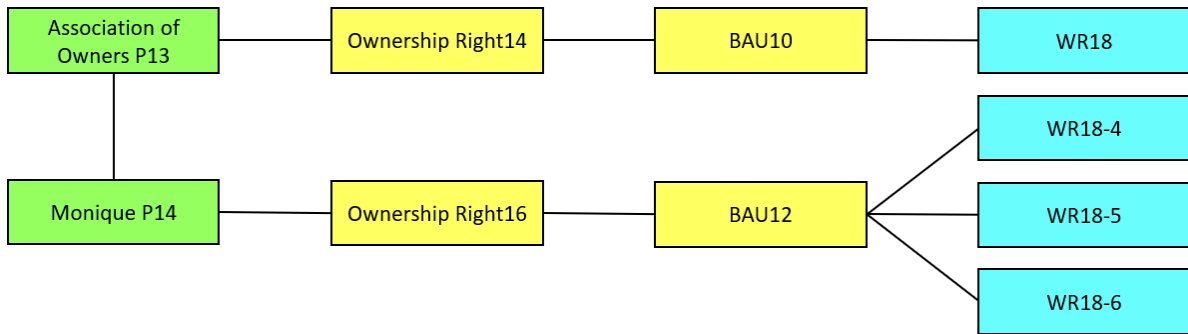 Association of
Owners P13
Ownership Right14
BAU10
WR18
WR18-4
Monique P14
Ownership Right16
BAU12
WR18-5
WR18-6